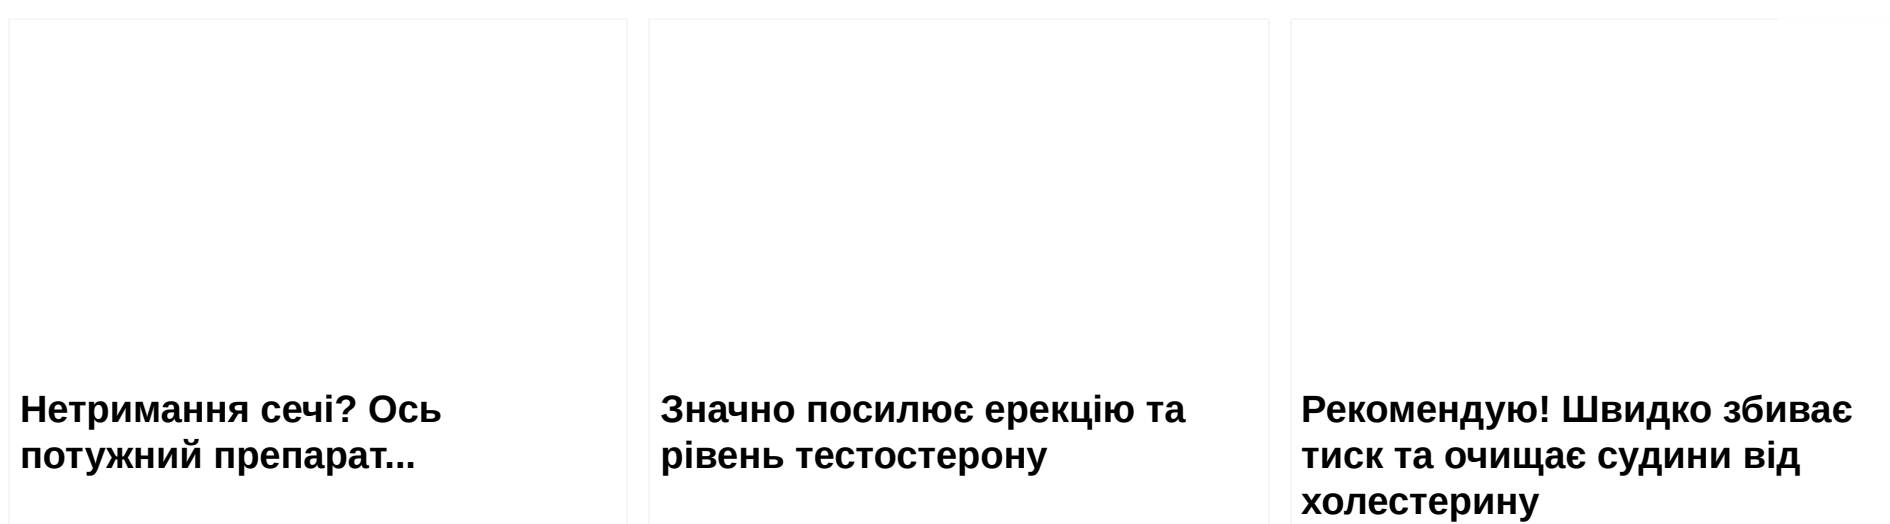 Нетримання сечі? Ось
потужний препарат...
Значно посилює ерекцію та
рівень тестостерону
Рекомендую! Швидко збиває
тиск та очищає судини від
холестерину